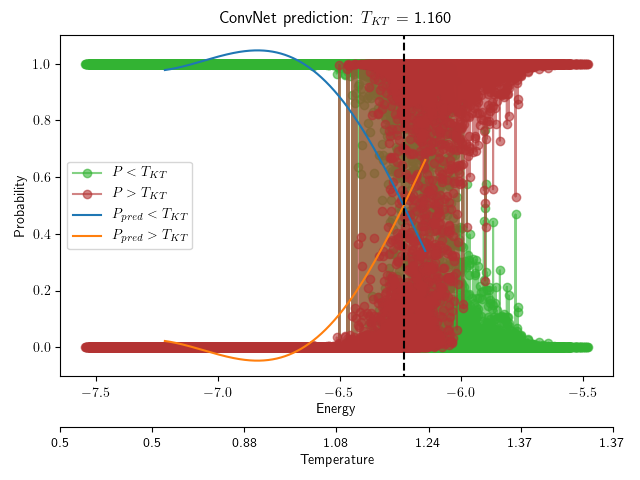 ConvNet prediction: T_{KT} = 1.160
Probability
1.0
0.8
0.6
0.4
0.2
0.0
P < T_{KT}
P > T_{KT}
P_{pred} < T_{KT}
P_{pred} > T_{KT}
−7.5 −7.0 −6.5 −6.0 −5.5
Energy
0.5 0.5 0.88 1.08 1.24 1.37 1.37
Temperature